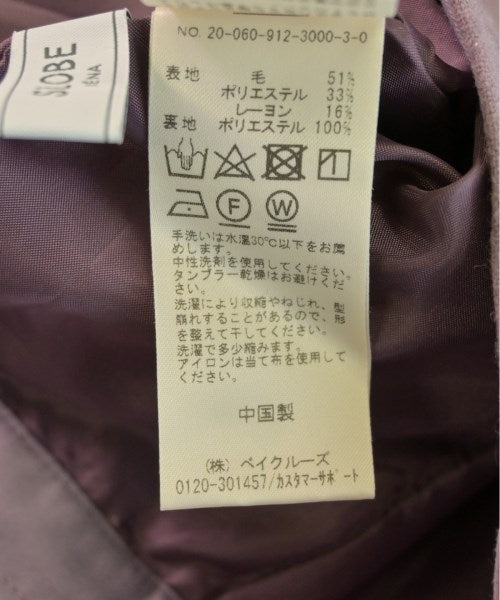 SLOBE
IÉNA
NO. 20-060-912-3000-3-0
表地 毛 51%
ポリエステル 33%
レーヨン 16%
裏地 ポリエステル 100%
F W
手洗いは水温30℃以下をお薦
めします。
中性洗剤を使用してください。
タンブラー乾燥はお避けくだ
さい。
洗濯により収縮やねじれ、型
崩れすることがあるので、形
を整えて干してください。
洗濯で多少縮みます。
アイロンは当て布を使用して
ください。
中国製
(株) ベイクルーズ
0120-301457/カスタマーサポート